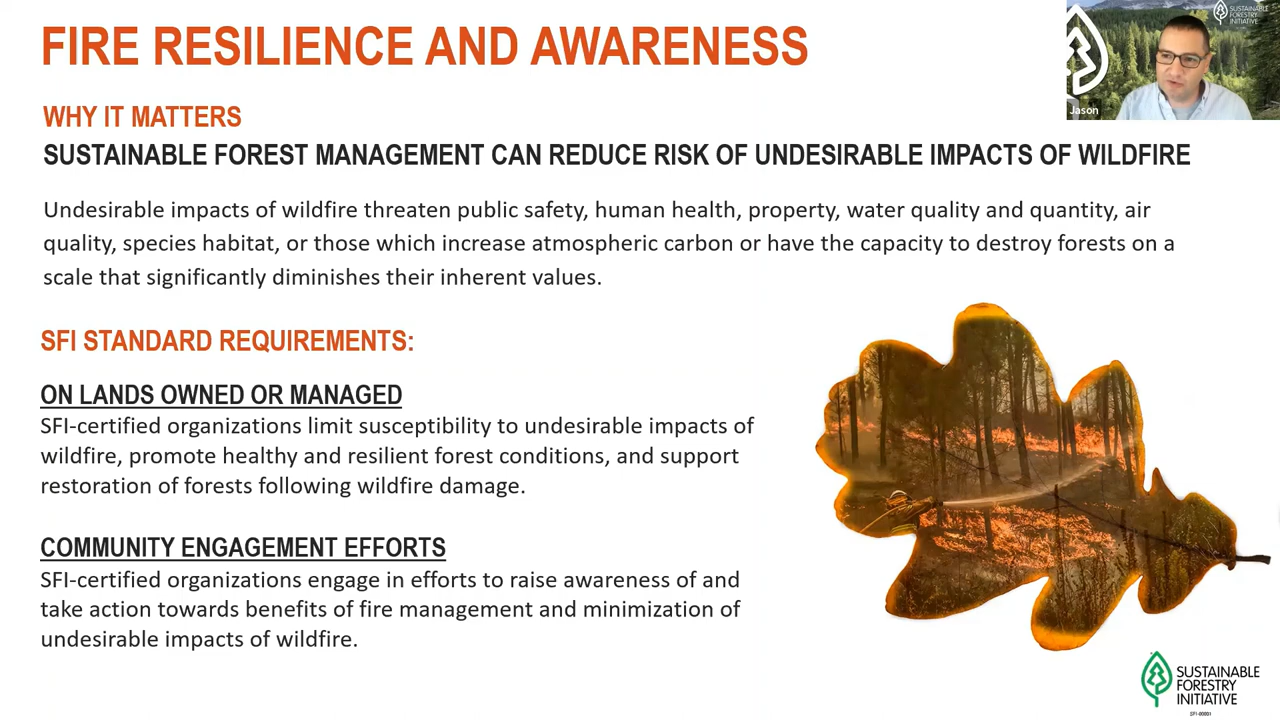 FIRE RESILIENCE AND AWARENESS
SUSTAINABLE
FORESTRY
INITIATIVE
Jason
WHY IT MATTERS
SUSTAINABLE FOREST MANAGEMENT CAN REDUCE RISK OF UNDESIRABLE IMPACTS OF WILDFIRE
Undesirable impacts of wildfire threaten public safety, human health, property, water quality and quantity, air
quality, species habitat, or those which increase atmospheric carbon or have the capacity to destroy forests on a
scale that significantly diminishes their inherent values.
SFI STANDARD REQUIREMENTS:
ON LANDS OWNED OR MANAGED
SFI-certified organizations limit susceptibility to undesirable impacts of
wildfire, promote healthy and resilient forest conditions, and support
restoration of forests following wildfire damage.
COMMUNITY ENGAGEMENT EFFORTS
SFI-certified organizations engage in efforts to raise awareness of and
take action towards benefits of fire management and minimization of
undesirable impacts of wildfire.
SUSTAINABLE
FORESTRY
INITIATIVE
SFI-00001